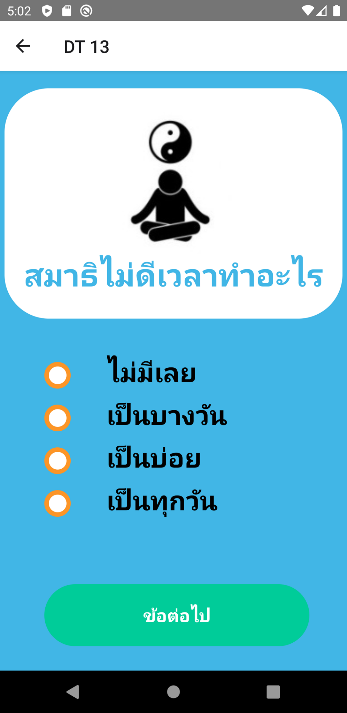 5:02
DT 13
สมาธิไม่ดีเวลาทำอะไร
ไม่มีเลย
เป็นบางวัน
เป็นบ่อย
เป็นทุกวัน
ข้อต่อไป